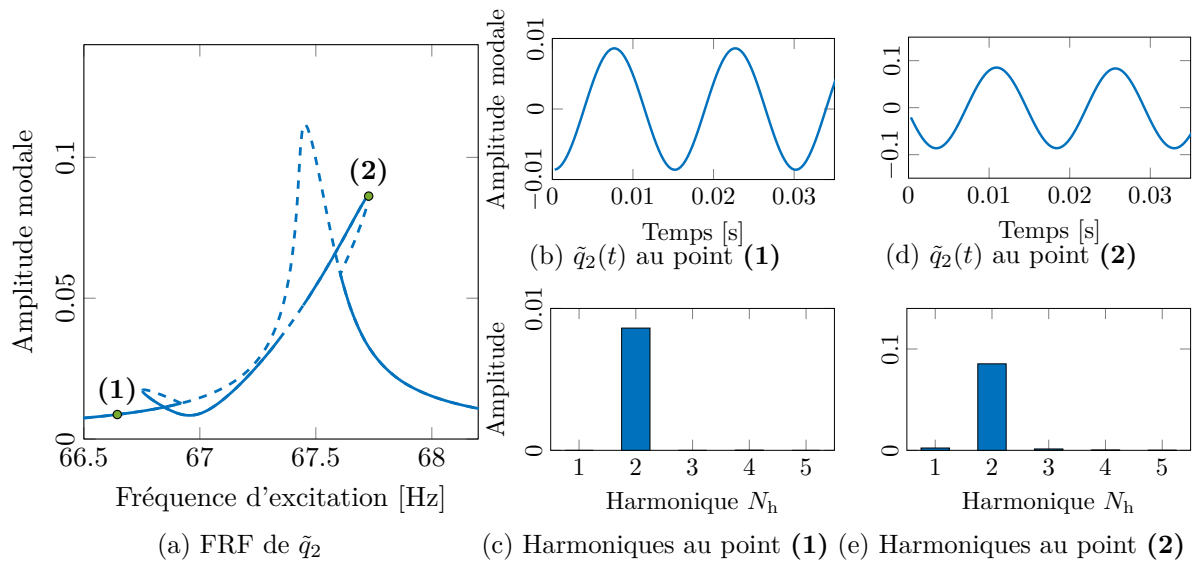 Amplitude modale
0
0.05
0.1
(1)
(2)
66.5 67 67.5 68
Fréquence d'excitation [Hz]
(a) FRF de q̃₂
Amplitude modale
−0.01
0
0.01
0 0.01 0.02 0.03
Temps [s]
(b) q̃₂(t) au point (1)
−0.1
0
0.1
0 0.01 0.02 0.03
Temps [s]
(d) q̃₂(t) au point (2)
Amplitude
0
0.01
1 2 3 4 5
Harmonique Nₕ
(c) Harmoniques au point (1)
0
0.1
1 2 3 4 5
Harmonique Nₕ
(e) Harmoniques au point (2)